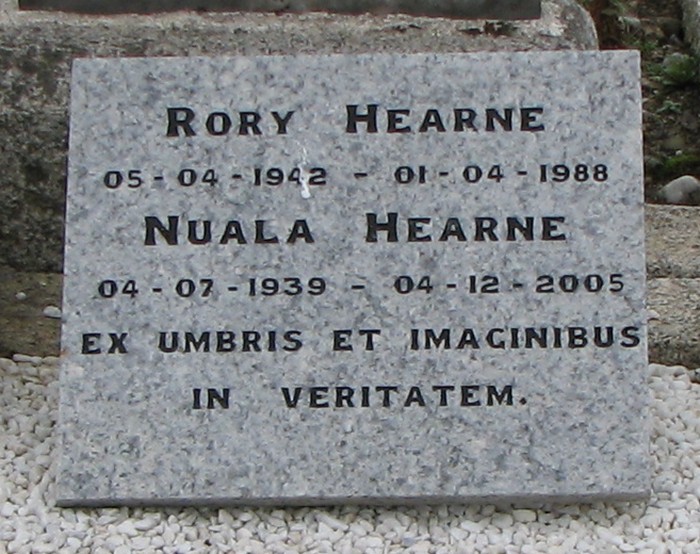 RORY HEARNE
05-04-1942 - 01-04-1988
NUALA HEARNE
04-07-1939 - 04-12-2005
EX UMBRIS ET IMAGINIBUS
IN VERITATEM.